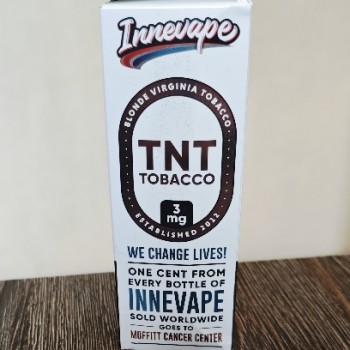 Innevape
BLONDE VIRGINIA TOBACCO
TNT
TOBACCO
3
mg
ESTABLISHED 2012
WE CHANGE LIVES!
ONE CENT FROM
EVERY BOTTLE OF
INNEVAPE
SOLD WORLDWIDE
GOES TO
MOFFITT CANCER CENTER